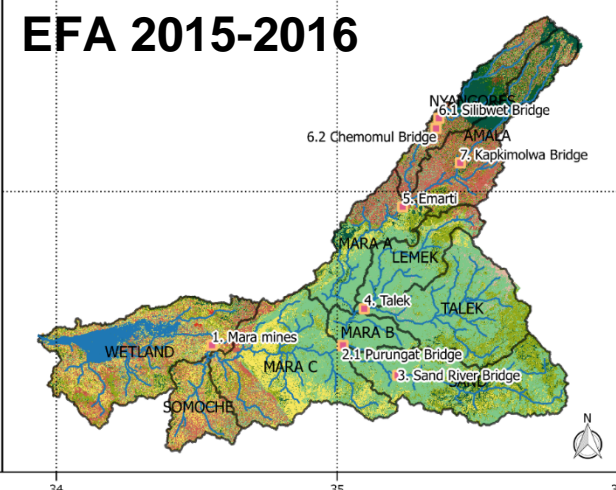 EFA 2015-2016
NYANGORES
6.1 Silibwet Bridge
6.2 Chemomul Bridge
AMALA
7. Kapkimolwa Bridge
5. Emarti
MARA A
LEMEK
4. Talek
TALEK
1. Mara mines
MARA B
WETLAND
2.1 Purungat Bridge
MARA C
3. Sand River Bridge
SAND
SOMOCHE
34
35